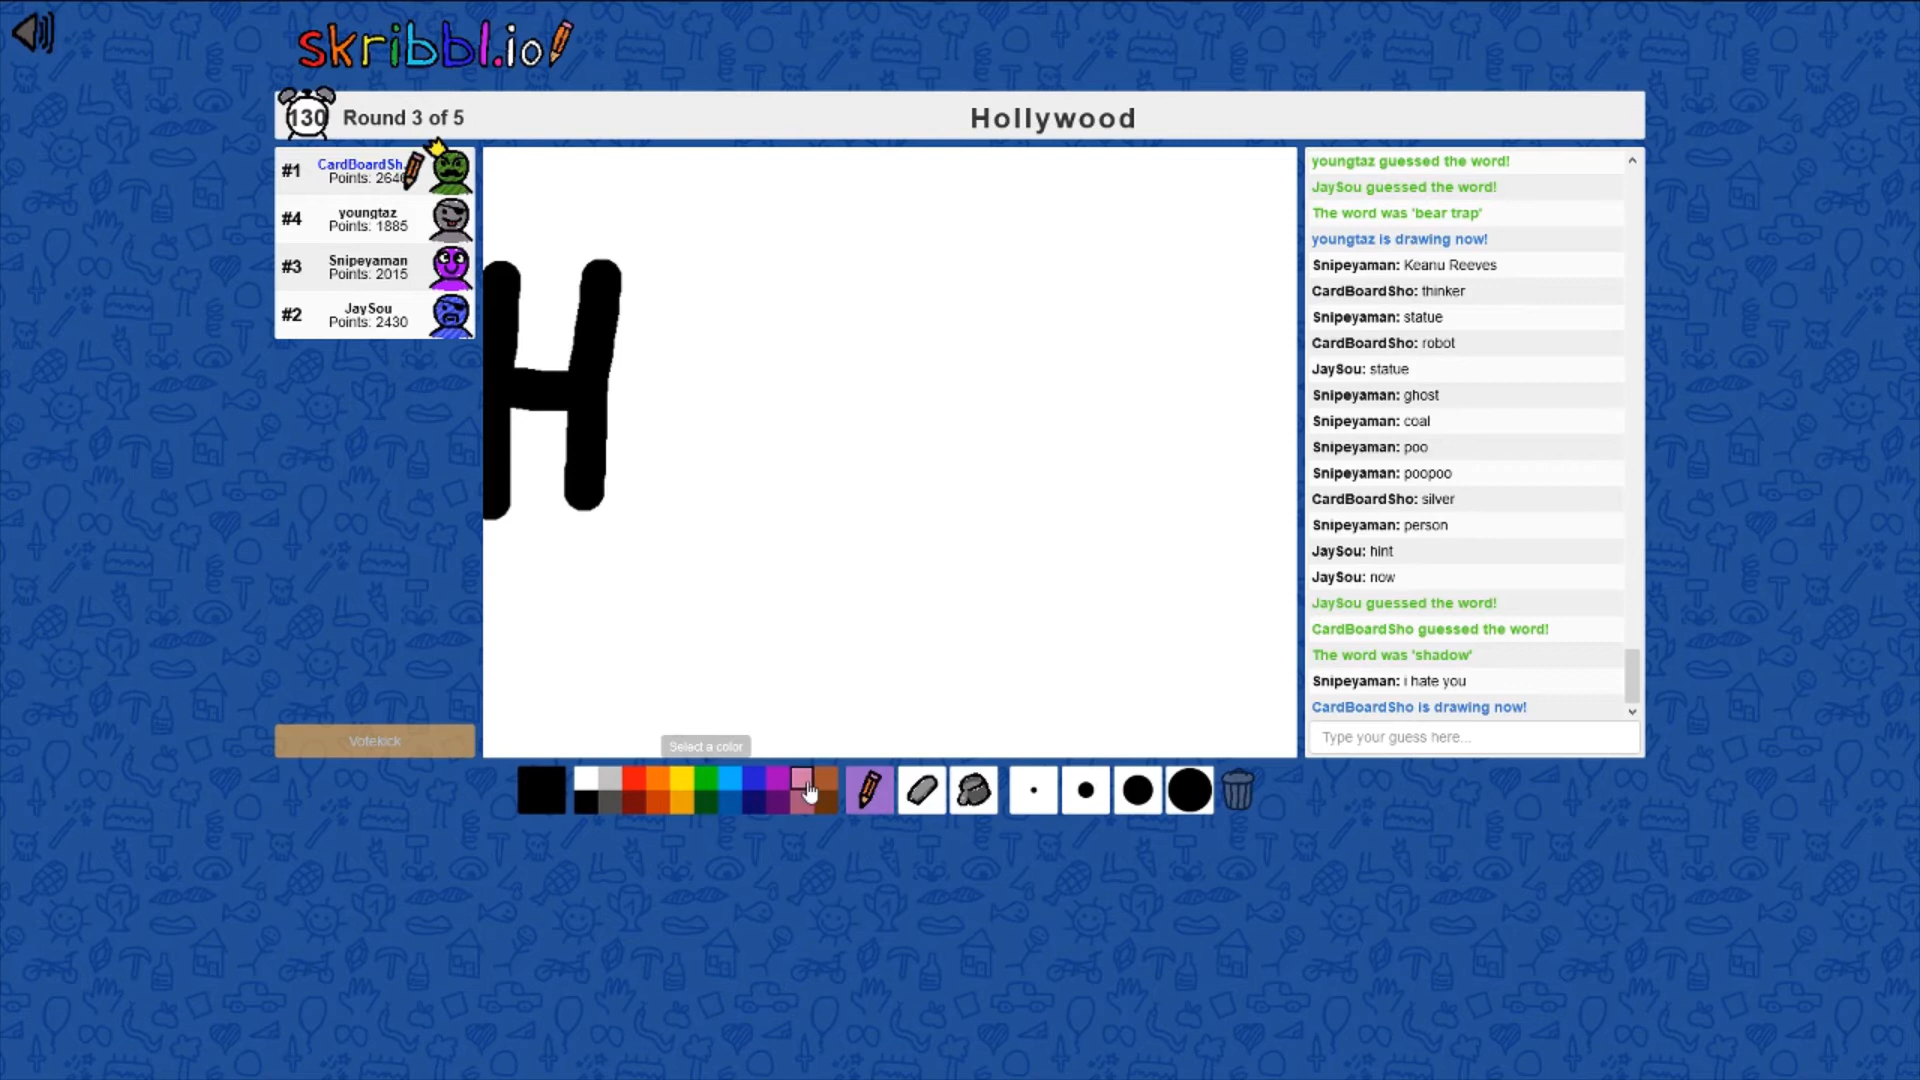 skribbl.io
130 Round 3 of 5 Hollywood
#1 CardBoardSh
Points: 2640
#4 youngtaz
Points: 1885
#3 Snipeyaman
Points: 2015
#2 JaySou
Points: 2430
Votekick
H
youngtaz guessed the word!
JaySou guessed the word!
The word was 'bear trap'
youngtaz is drawing now!
Snipeyaman: Keanu Reeves
CardBoardSho: thinker
Snipeyaman: statue
CardBoardSho: robot
JaySou: statue
Snipeyaman: ghost
Snipeyaman: coal
Snipeyaman: poo
Snipeyaman: poopoo
CardBoardSho: silver
Snipeyaman: person
JaySou: hint
JaySou: now
JaySou guessed the word!
CardBoardSho guessed the word!
The word was 'shadow'
Snipeyaman: i hate you
CardBoardSho is drawing now!
Type your guess here...
Select a color